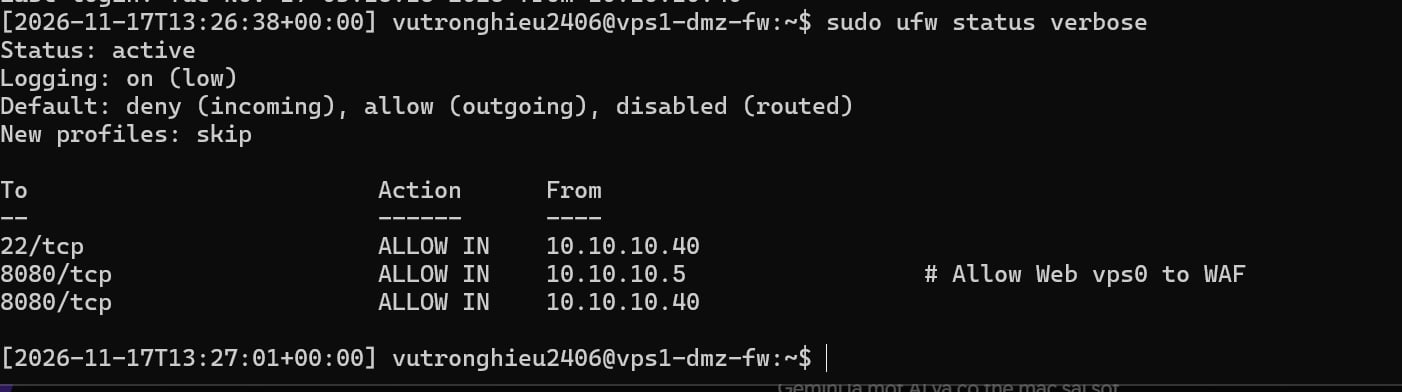 [2026-11-17T13:26:38+00:00] vutronghieu2406@vps1-dmz-fw:~$ sudo ufw status verbose
Status: active
Logging: on (low)
Default: deny (incoming), allow (outgoing), disabled (routed)
New profiles: skip
To Action From
-- ------ ----
22/tcp ALLOW IN 10.10.10.40
8080/tcp ALLOW IN 10.10.10.5 # Allow Web vps0 to WAF
8080/tcp ALLOW IN 10.10.10.40
[2026-11-17T13:27:01+00:00] vutronghieu2406@vps1-dmz-fw:~$